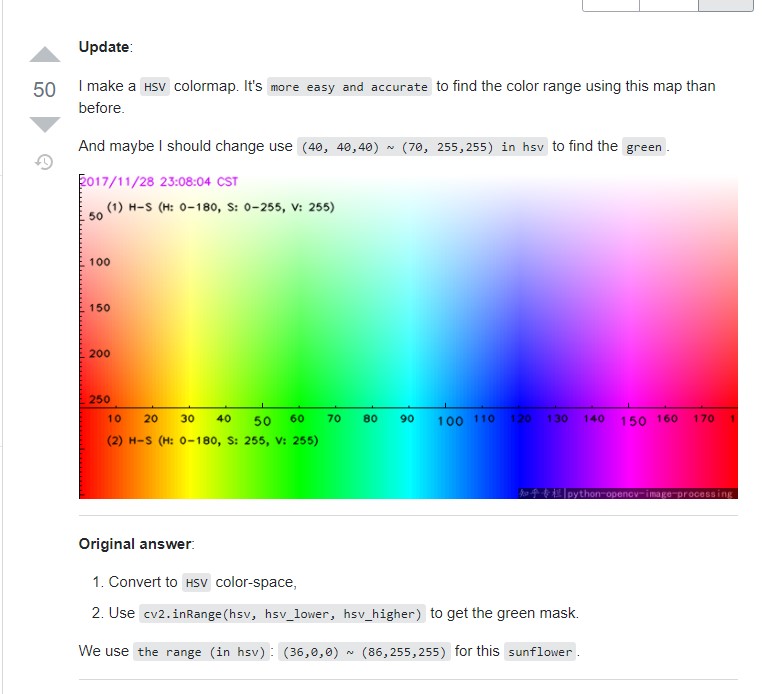 Update:
50
I make a HSV colormap. It's more easy and accurate to find the color range using this map than
before.
And maybe I should change use (40, 40,40) ~ (70, 255,255) in hsv to find the green.
2017/11/28 23:08:04 CST
(1) H-S (H: 0-180, S: 0-255, V: 255)
50
100
150
200
250
10 20 30 40 50 60 70 80 90 100 110 120 130 140 150 160 170 1
(2) H-S (H: 0-180, S: 255, V: 255)
知乎专栏|python-opencv-image-processing
Original answer:
1. Convert to HSV color-space,
2. Use cv2.inRange(hsv, hsv_lower, hsv_higher) to get the green mask.
We use the range (in hsv): (36,0,0) ~ (86,255,255) for this sunflower.